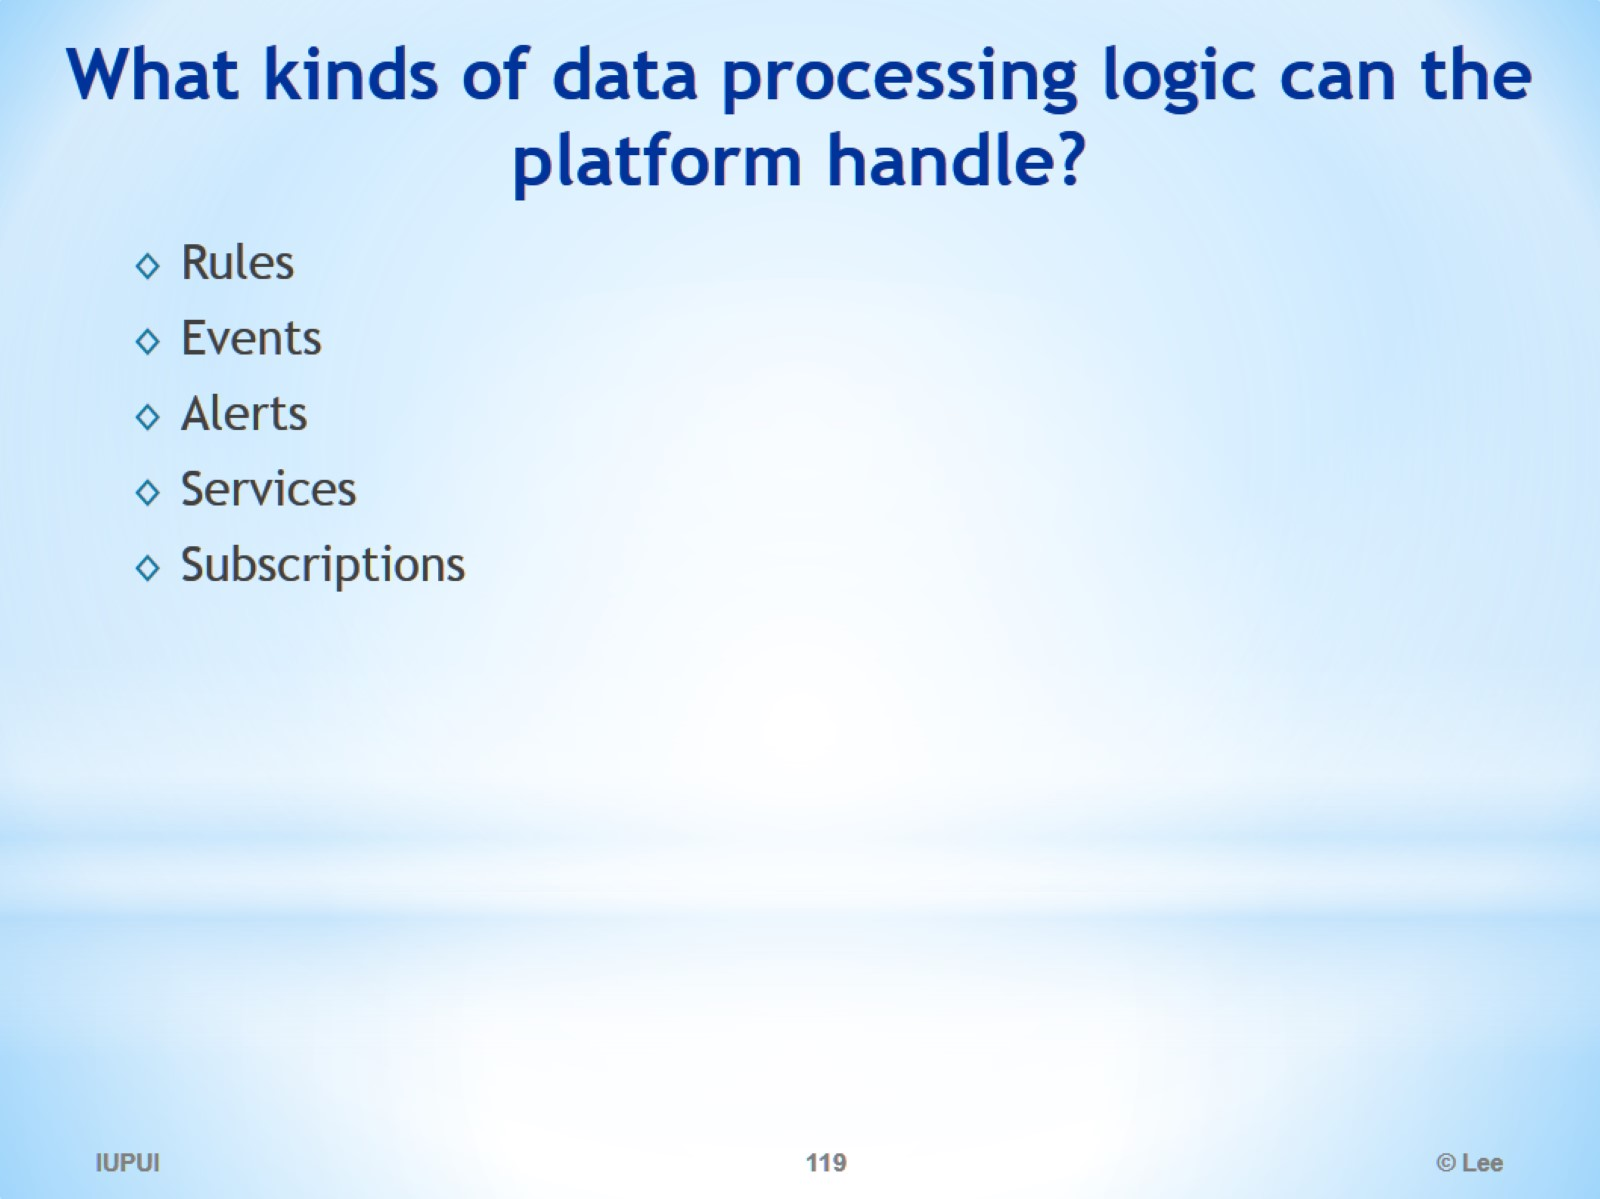 What kinds of data processing logic can the
platform handle?
◇ Rules
◇ Events
◇ Alerts
◇ Services
◇ Subscriptions
IUPUI 119 © Lee